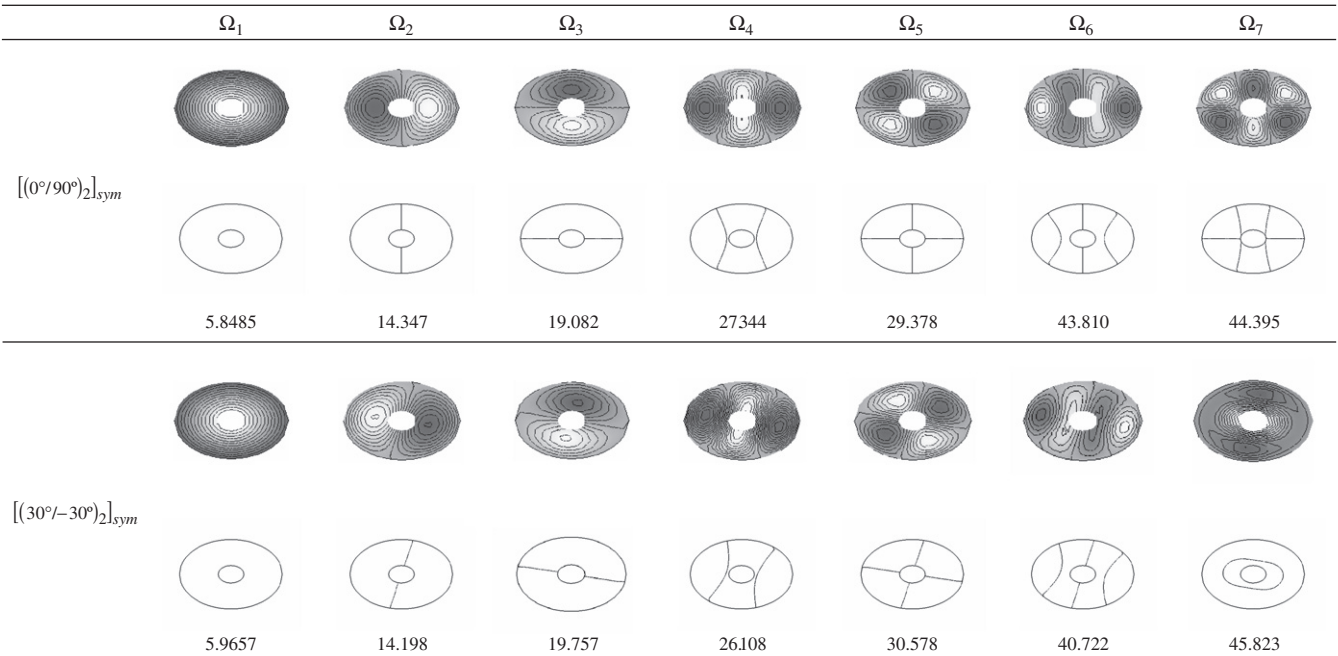 Ω₁ Ω₂ Ω₃ Ω₄ Ω₅ Ω₆ Ω₇
[(0°/90º)₂]sym
5.8485 14.347 19.082 27344 29.378 43.810 44.395
[(30°/−30º)₂]sym
5.9657 14.198 19.757 26.108 30.578 40.722 45.823